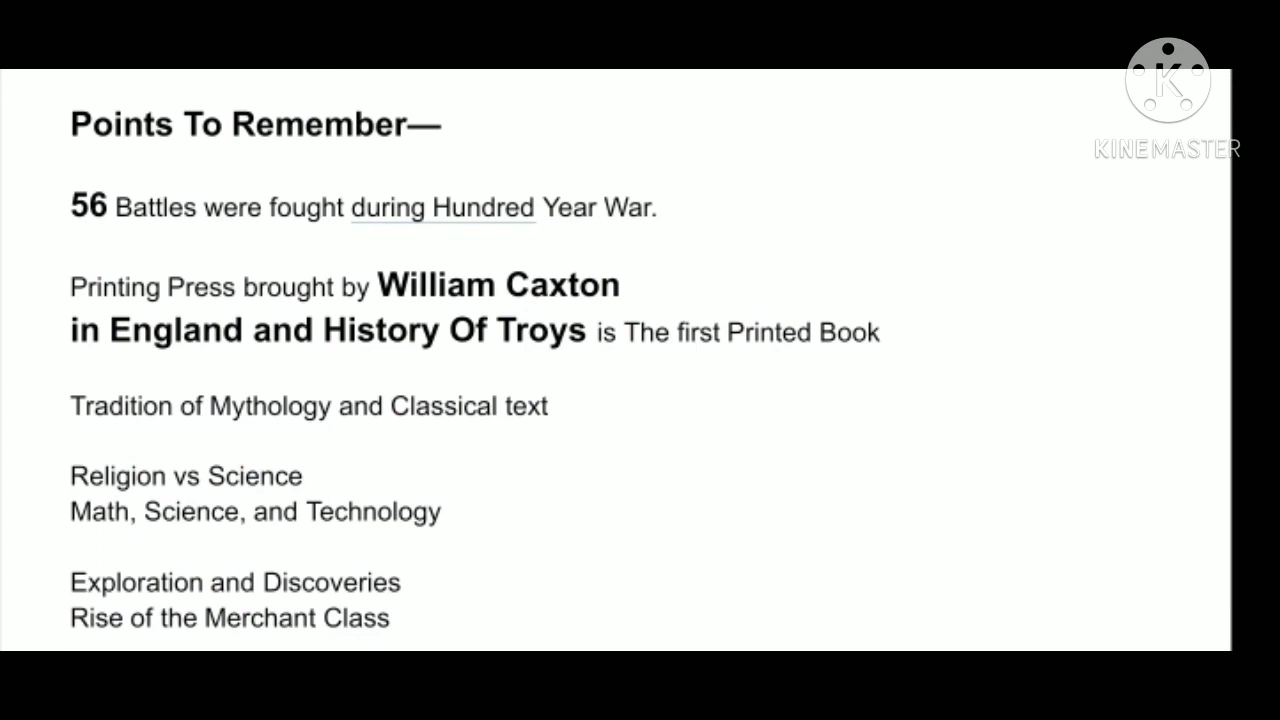 K
KINEMASTER
Points To Remember—
56 Battles were fought during Hundred Year War.
Printing Press brought by William Caxton
in England and History Of Troys is The first Printed Book
Tradition of Mythology and Classical text
Religion vs Science
Math, Science, and Technology
Exploration and Discoveries
Rise of the Merchant Class